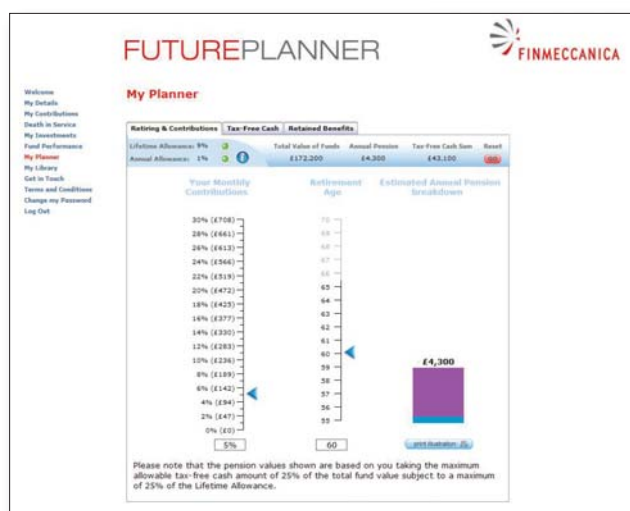 FUTUREPLANNER
FINMECCANICA
Welcome
My Details
My Contributions
Death in Service
My Investments
Fund Performance
My Planner
My Library
Get in Touch
Terms and Conditions
Change my Password
Log Out
My Planner
Retiring & Contributions Tax-Free Cash Retained Benefits
Lifetime Allowance: 9% Total Value of Funds Annual Pension Tax-Free Cash Sum Reset
Annual Allowance: 1% £172,200 £4,300 £43,100
Your Monthly Contributions
Retirement Age
Estimated Annual Pension Breakdown
30% (£708)
28% (£661)
26% (£613)
24% (£566)
22% (£519)
20% (£472)
18% (£425)
16% (£377)
14% (£330)
12% (£283)
10% (£236)
8% (£189)
6% (£142)
4% (£94)
2% (£47)
0% (£0)
5%
70
69
68
67
66
65
64
63
62
61
60
59
58
57
56
55
60
£4,300
print illustration
Please note that the pension values shown are based on you taking the maximum
allowable tax-free cash amount of 25% of the total fund value subject to a maximum
of 25% of the Lifetime Allowance.